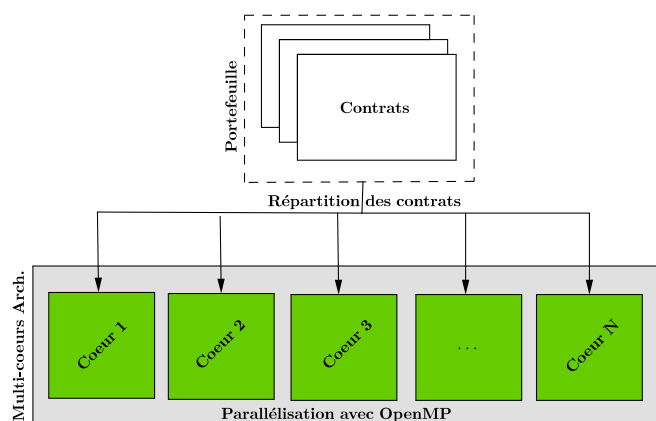 Portefeuille
Contrats
Répartition des contrats
Multi-coeurs Arch.
Coeur 1
Coeur 2
Coeur 3
...
Coeur N
Parallélisation avec OpenMP